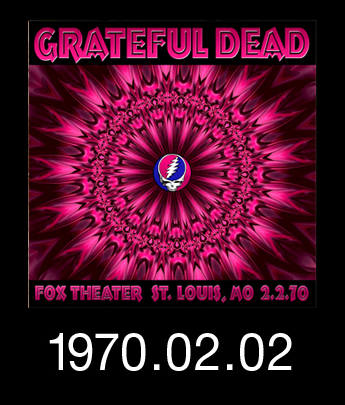 GRATEFUL DEAD
FOX THEATER ST. LOUIS, MO 2.2.70
1970.02.02